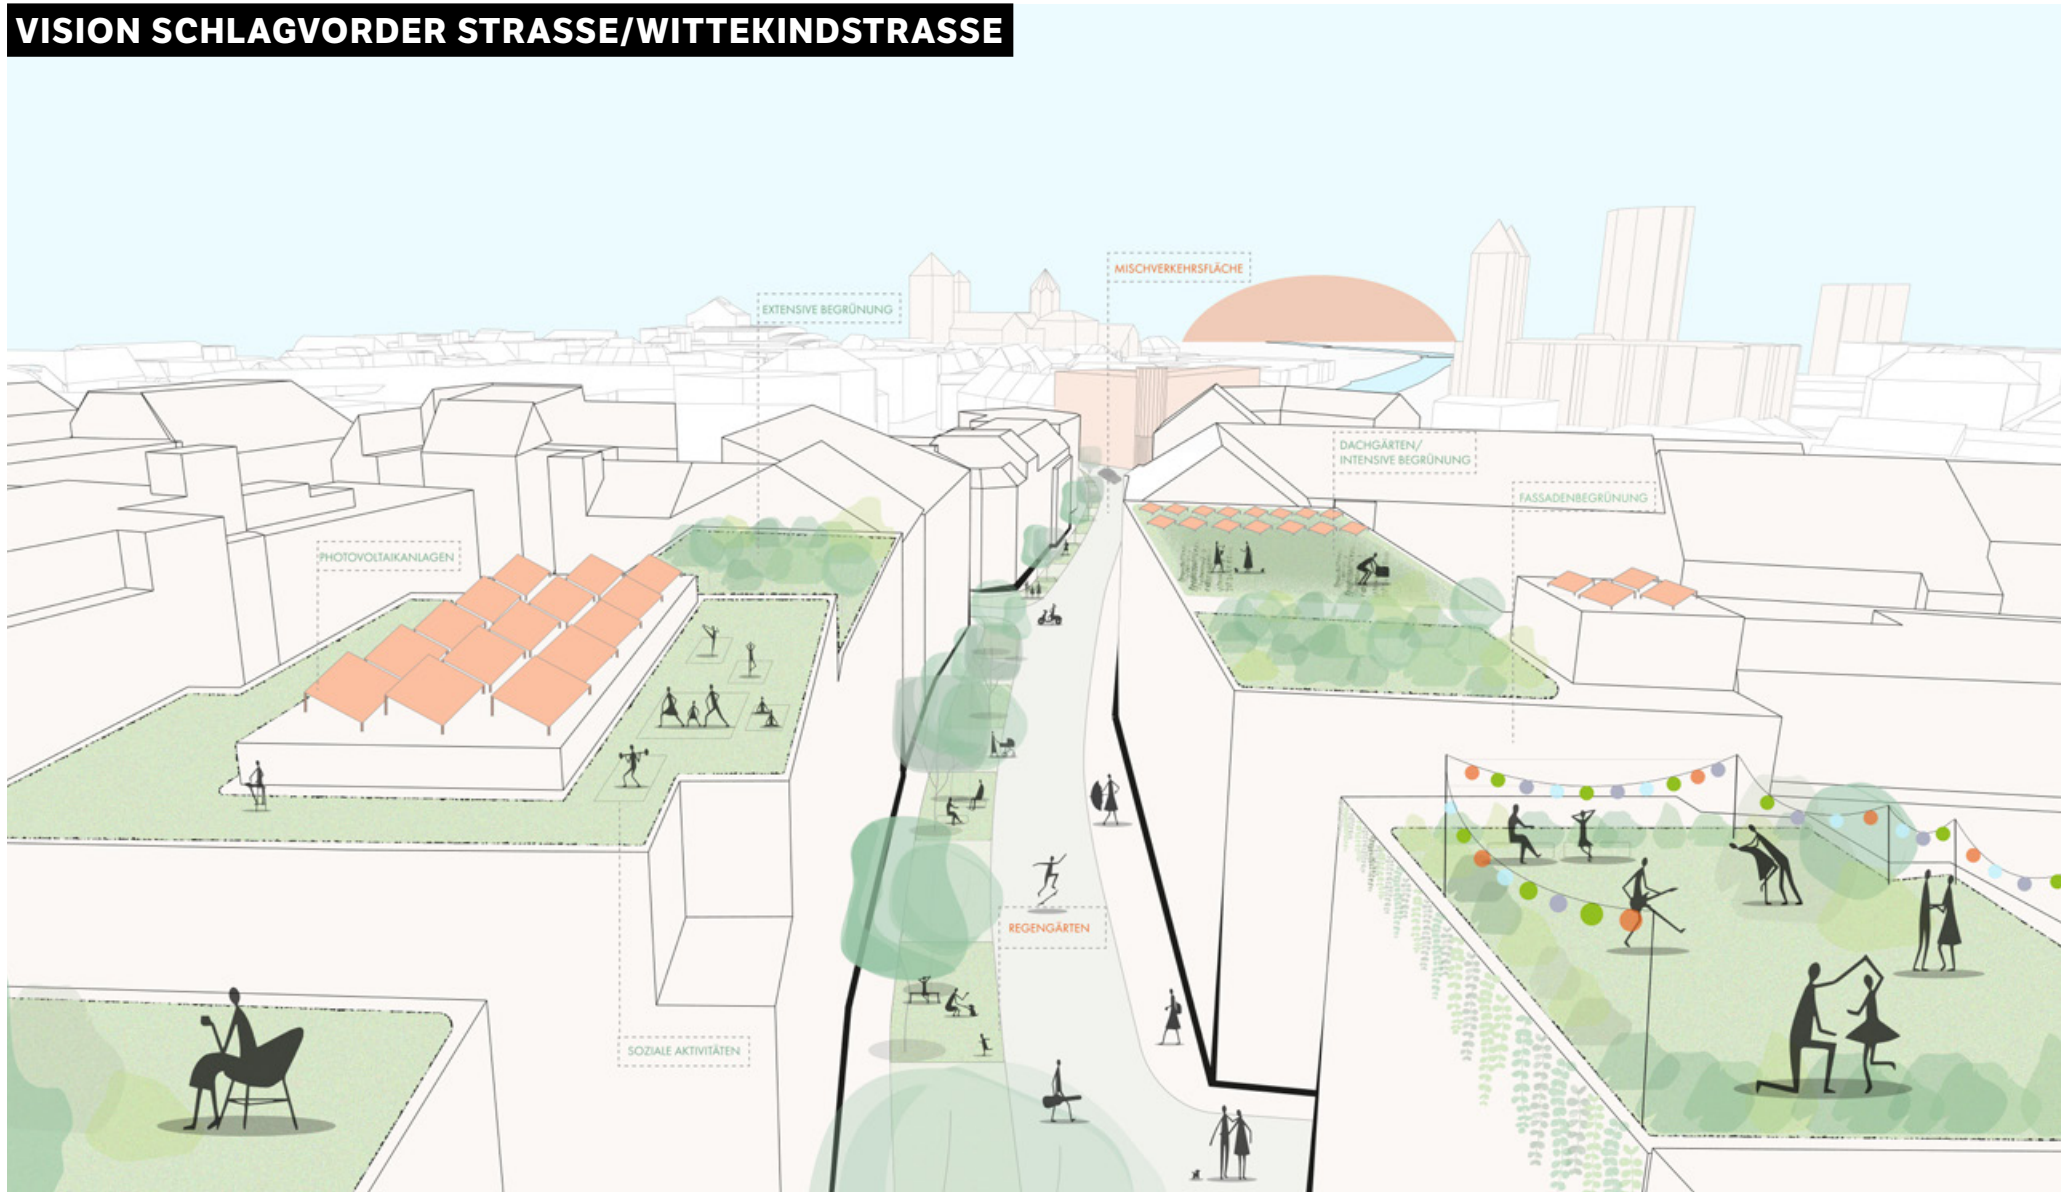 VISION SCHLAGVORDER STRASSE/WITTEKINDSTRASSE
MISCHVERKEHRSFLÄCHE
EXTENSIVE BEGRÜNUNG
DACHGÄRTEN/
INTENSIVE BEGRÜNUNG
FASSADENBEGRÜNUNG
PHOTOVOLTAIKANLAGEN
REGENGÄRTEN
SOZIALE AKTIVITÄTEN